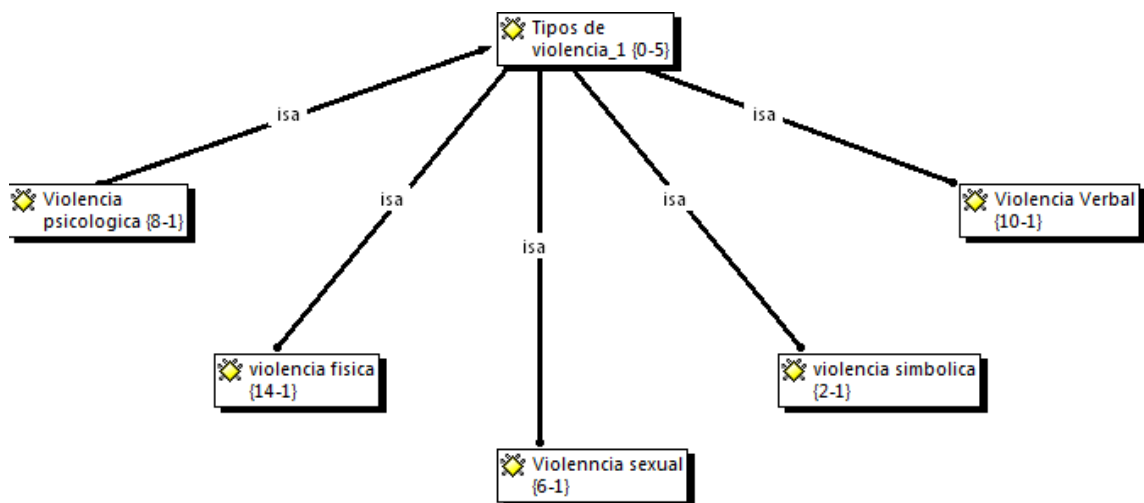 Tipos de
violencia_1 {0-5}
isa
isa
Violencia
psicologica {8-1}
isa
isa
Violencia Verbal
{10-1}
isa
violencia fisica
{14-1}
violencia simbolica
{2-1}
Violenncia sexual
{6-1}